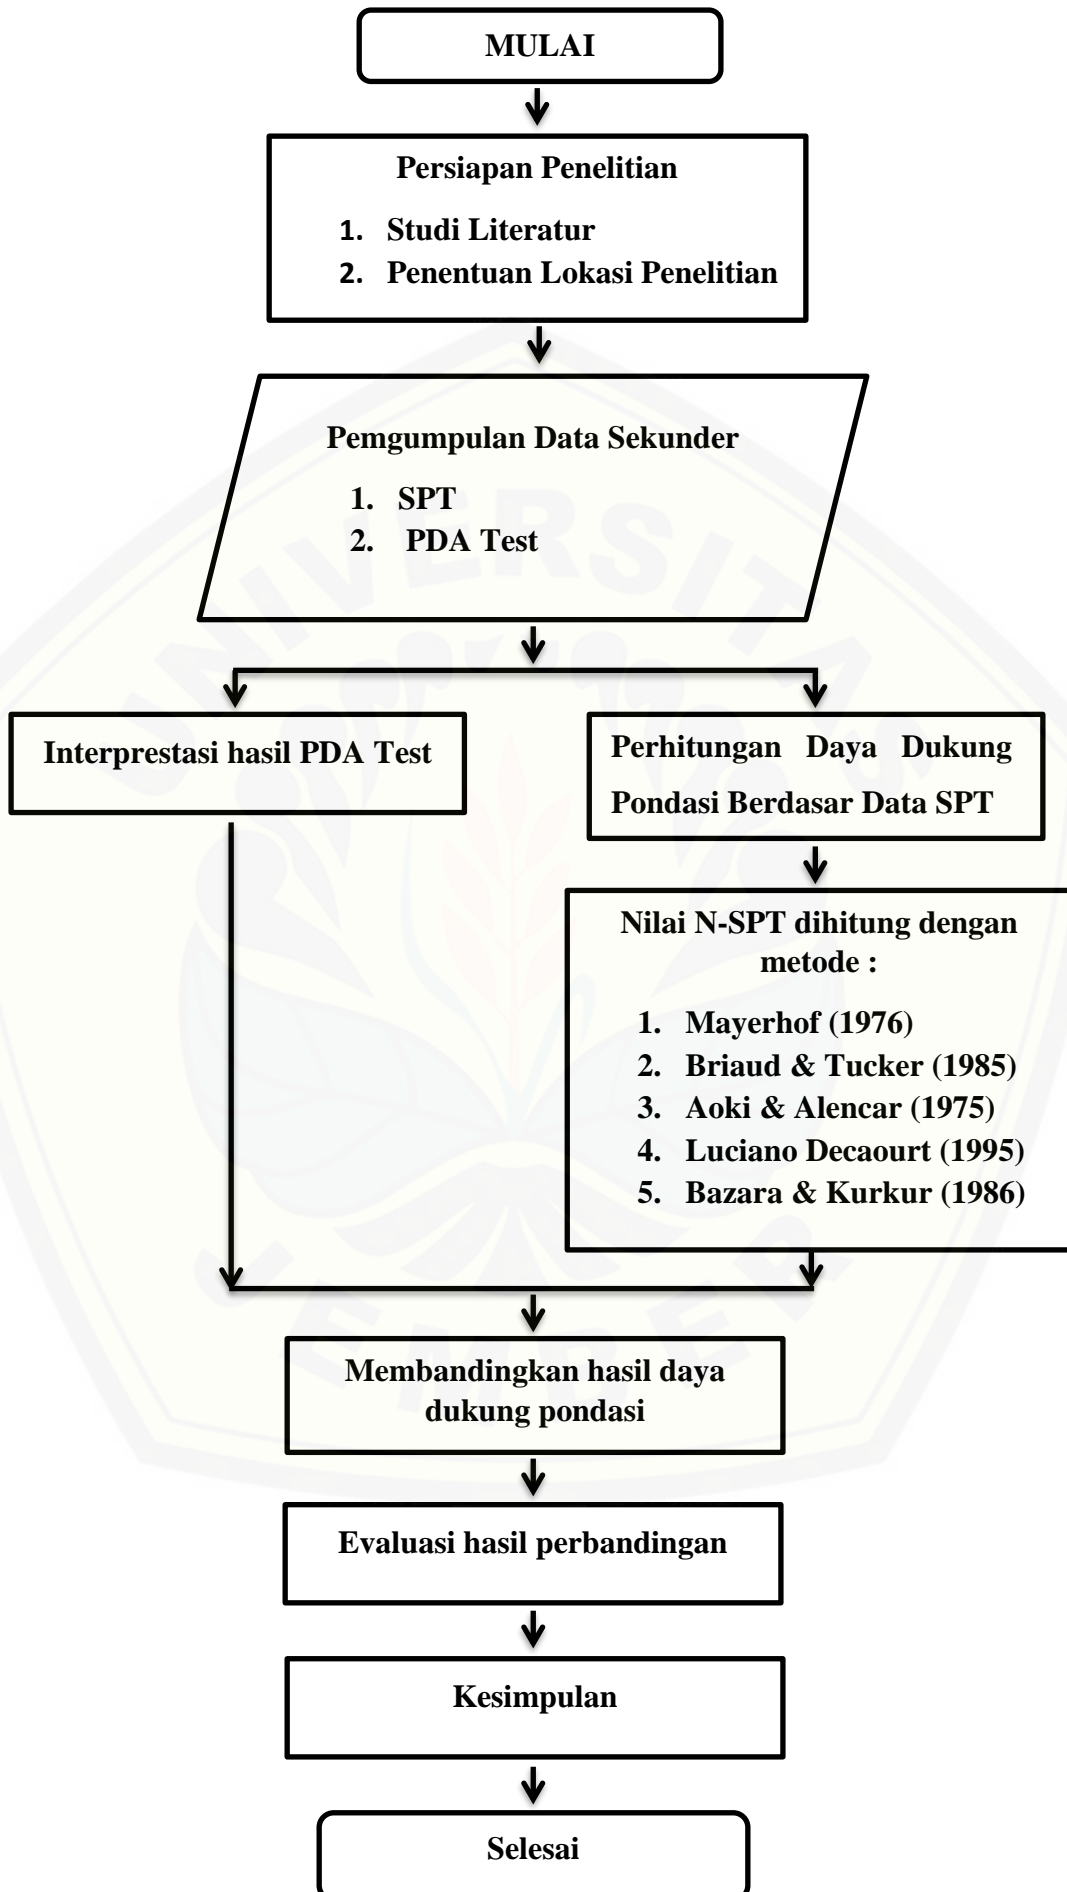 MULAI
Persiapan Penelitian
1. Studi Literatur
2. Penentuan Lokasi Penelitian
Pemgumpulan Data Sekunder
1. SPT
2. PDA Test
Interprestasi hasil PDA Test
Perhitungan Daya Dukung
Pondasi Berdasar Data SPT
Nilai N-SPT dihitung dengan
metode :
1. Mayerhof (1976)
2. Briaud & Tucker (1985)
3. Aoki & Alencar (1975)
4. Luciano Decaourt (1995)
5. Bazara & Kurkur (1986)
Membandingkan hasil daya
dukung pondasi
Evaluasi hasil perbandingan
Kesimpulan
Selesai
UNIVERSITAS
JEMBER